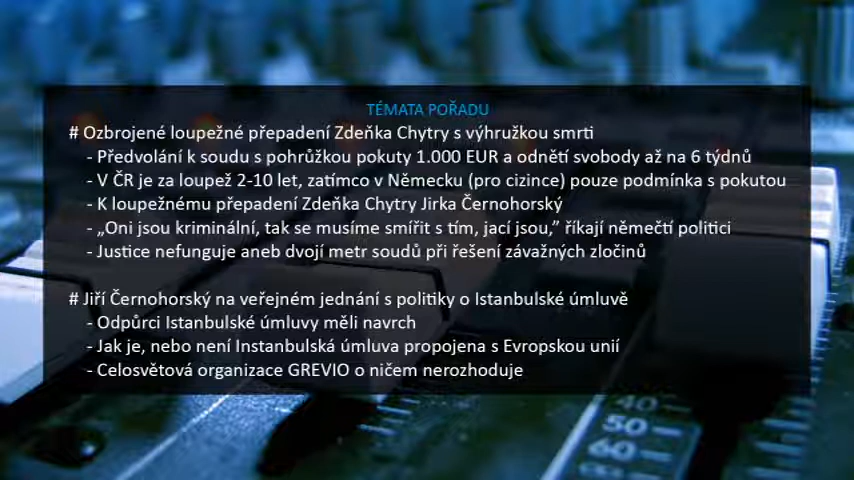 TÉMATA POŘADU
# Ozbrojené loupežné přepadení Zdeňka Chytry s výhružkou smrti
- Předvolání k soudu s pohrůžkou pokuty 1.000 EUR a odnětí svobody až na 6 týdnů
- V ČR je za loupež 2-10 let, zatímco v Německu (pro cizince) pouze podmínka s pokutou
- K loupežnému přepadení Zdeňka Chytry Jirka Černohorský
- „Oni jsou kriminální, tak se musíme smířit s tím, jací jsou,” říkají němečtí politici
- Justice nefunguje aneb dvojí metr soudů při řešení závažných zločinů
# Jiří Černohorský na veřejném jednání s politiky o Istanbulské úmluvě
- Odpůrci Istanbulské úmluvy měli navrch
- Jak je, nebo není Instanbulská úmluva propojena s Evropskou unií
- Celosvětová organizace GREVIO o ničem nerozhoduje
40
50
60